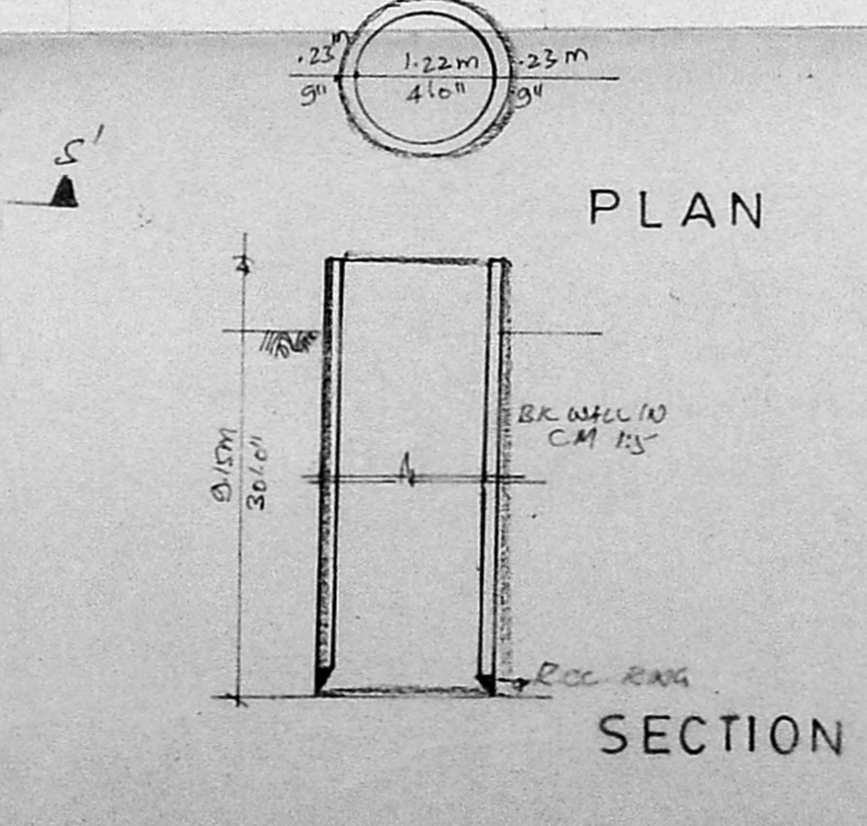 .23m 1.22m .23m
9" 4'0" 9"
S'
PLAN
9.15M
30'.0"
BK WALL IN
CM 1:5
RCC RING
SECTION